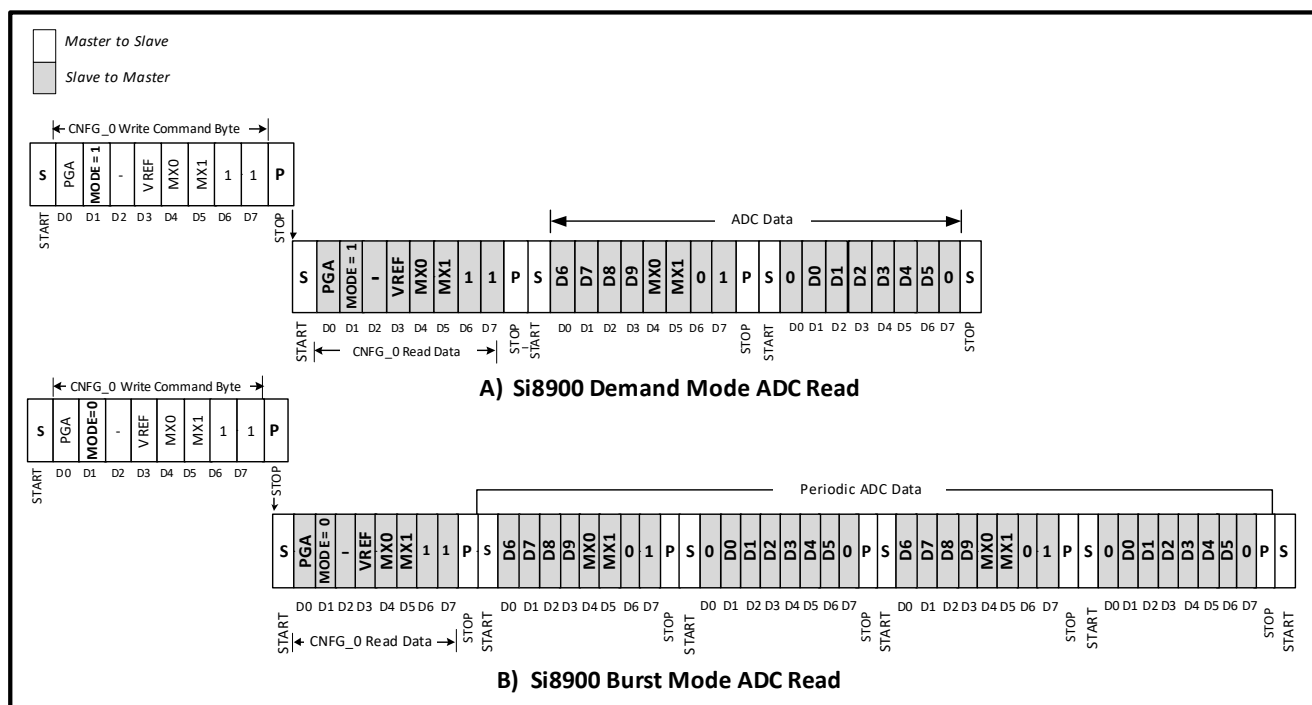 Master to Slave
Slave to Master
CNFG_0 Write Command Byte
S PGA MODE = 1 - VREF MX0 MX1 1 1 P
START D0 D1 D2 D3 D4 D5 D6 D7 STOP
ADC Data
S PGA MODE = 1 - VREF MX0 MX1 1 1 P S D6 D7 D8 D9 MX0 MX1 0 1 P S 0 D0 D1 D2 D3 D4 D5 0 S
START D0 D1 D2 D3 D4 D5 D6 D7 STOP START D0 D1 D2 D3 D4 D5 D6 D7 STOP START D0 D1 D2 D3 D4 D5 D6 D7 STOP
CNFG_0 Read Data
A) Si8900 Demand Mode ADC Read
CNFG_0 Write Command Byte
S PGA MODE=0 - VREF MX0 MX1 1 1 P
START D0 D1 D2 D3 D4 D5 D6 D7 STOP
Periodic ADC Data
S PGA MODE= 0 - VREF MX0 MX1 1 1 P S D6 D7 D8 D9 MX0 MX1 0 1 P S 0 D0 D1 D2 D3 D4 D5 0 P S D6 D7 D8 D9 MX0 MX1 0 1 P S 0 D0 D1 D2 D3 D4 D5 0 P S
START D0 D1 D2 D3 D4 D5 D6 D7 STOP START D0 D1 D2 D3 D4 D5 D6 D7 STOP START D0 D1 D2 D3 D4 D5 D6 D7 STOP START D0 D1 D2 D3 D4 D5 D6 D7 STOP START D0 D1 D2 D3 D4 D5 D6 D7 STOP START
CNFG_0 Read Data
B) Si8900 Burst Mode ADC Read